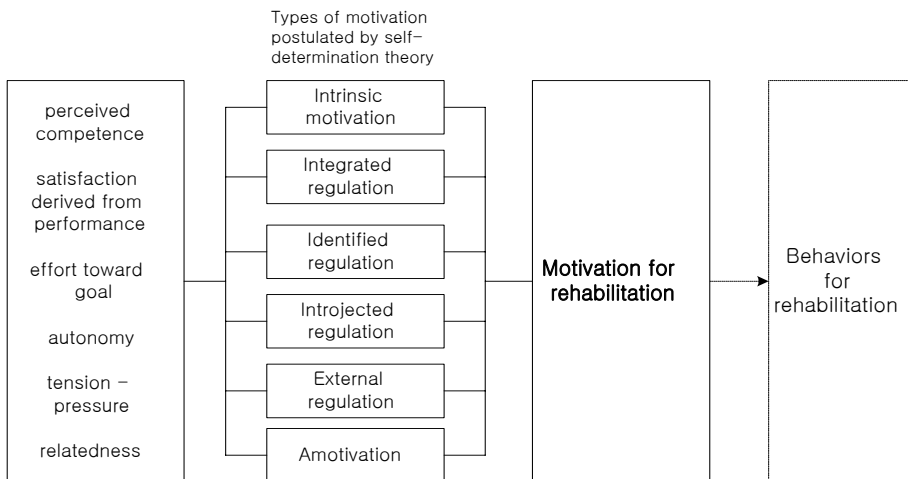 Types of motivation
postulated by self-
determination theory
perceived
competence
satisfaction
derived from
performance
effort toward
goal
autonomy
tension -
pressure
relatedness
Intrinsic
motivation
Integrated
regulation
Identified
regulation
Introjected
regulation
External
regulation
Amotivation
Motivation for
rehabilitation
Behaviors
for
rehabilitation